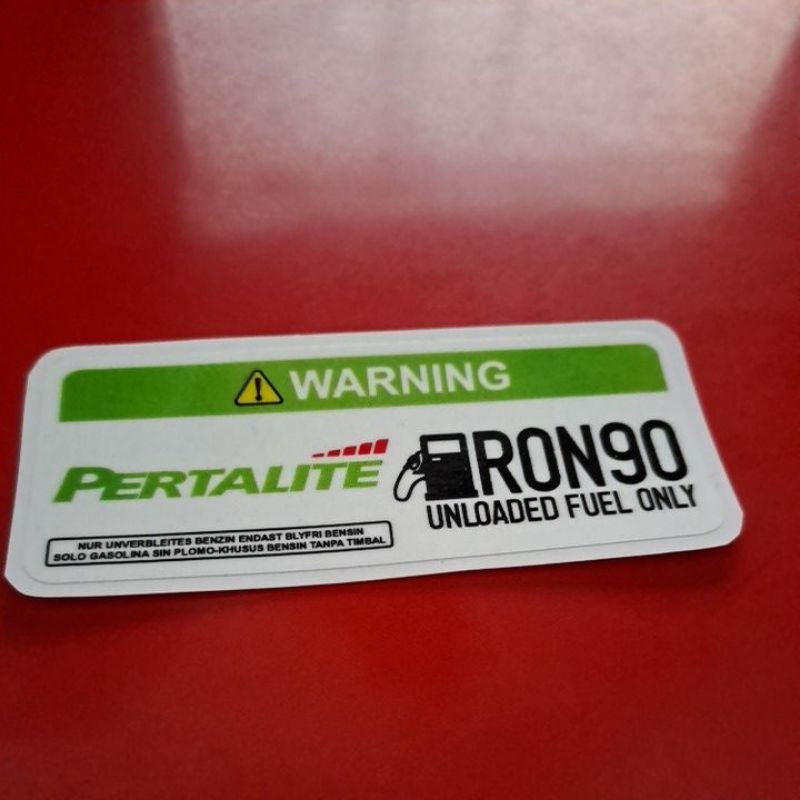 WARNING
PERTALITE
RON90
UNLOADED FUEL ONLY
NUR UNVERBLEITES BENZIN ENDAST BLYFRI BENSIN
SOLO GASOLINA SIN PLOMO-KHUSUS BENSIN TANPA TIMBAL